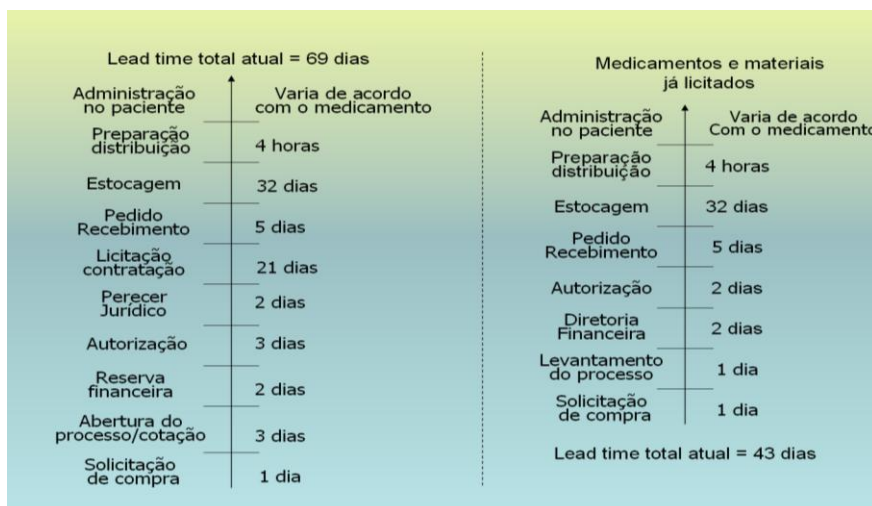 Lead time total atual = 69 dias
Administração
no paciente
Varia de acordo
com o medicamento
Preparação
distribuição
4 horas
Estocagem
32 dias
Pedido
Recebimento
5 dias
Licitação
contratação
21 dias
Perecer
Jurídico
2 dias
Autorização
3 dias
Reserva
financeira
2 dias
Abertura do
processo/cotação
3 dias
Solicitação
de compra
1 dia
Medicamentos e materiais
já licitados
Administração
no paciente
Varia de acordo
Com o medicamento
Preparação
distribuição
4 horas
Estocagem
32 dias
Pedido
Recebimento
5 dias
Autorização
2 dias
Diretoria
Financeira
2 dias
Levantamento
do processo
1 dia
Solicitação
de compra
1 dia
Lead time total atual = 43 dias